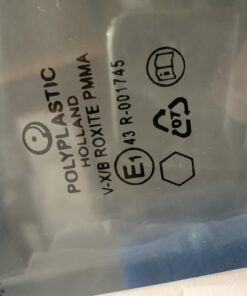 POLYPLASTIC
HOLLAND
V-X/B ROXITE PMMA
E1 43 R-001745
07